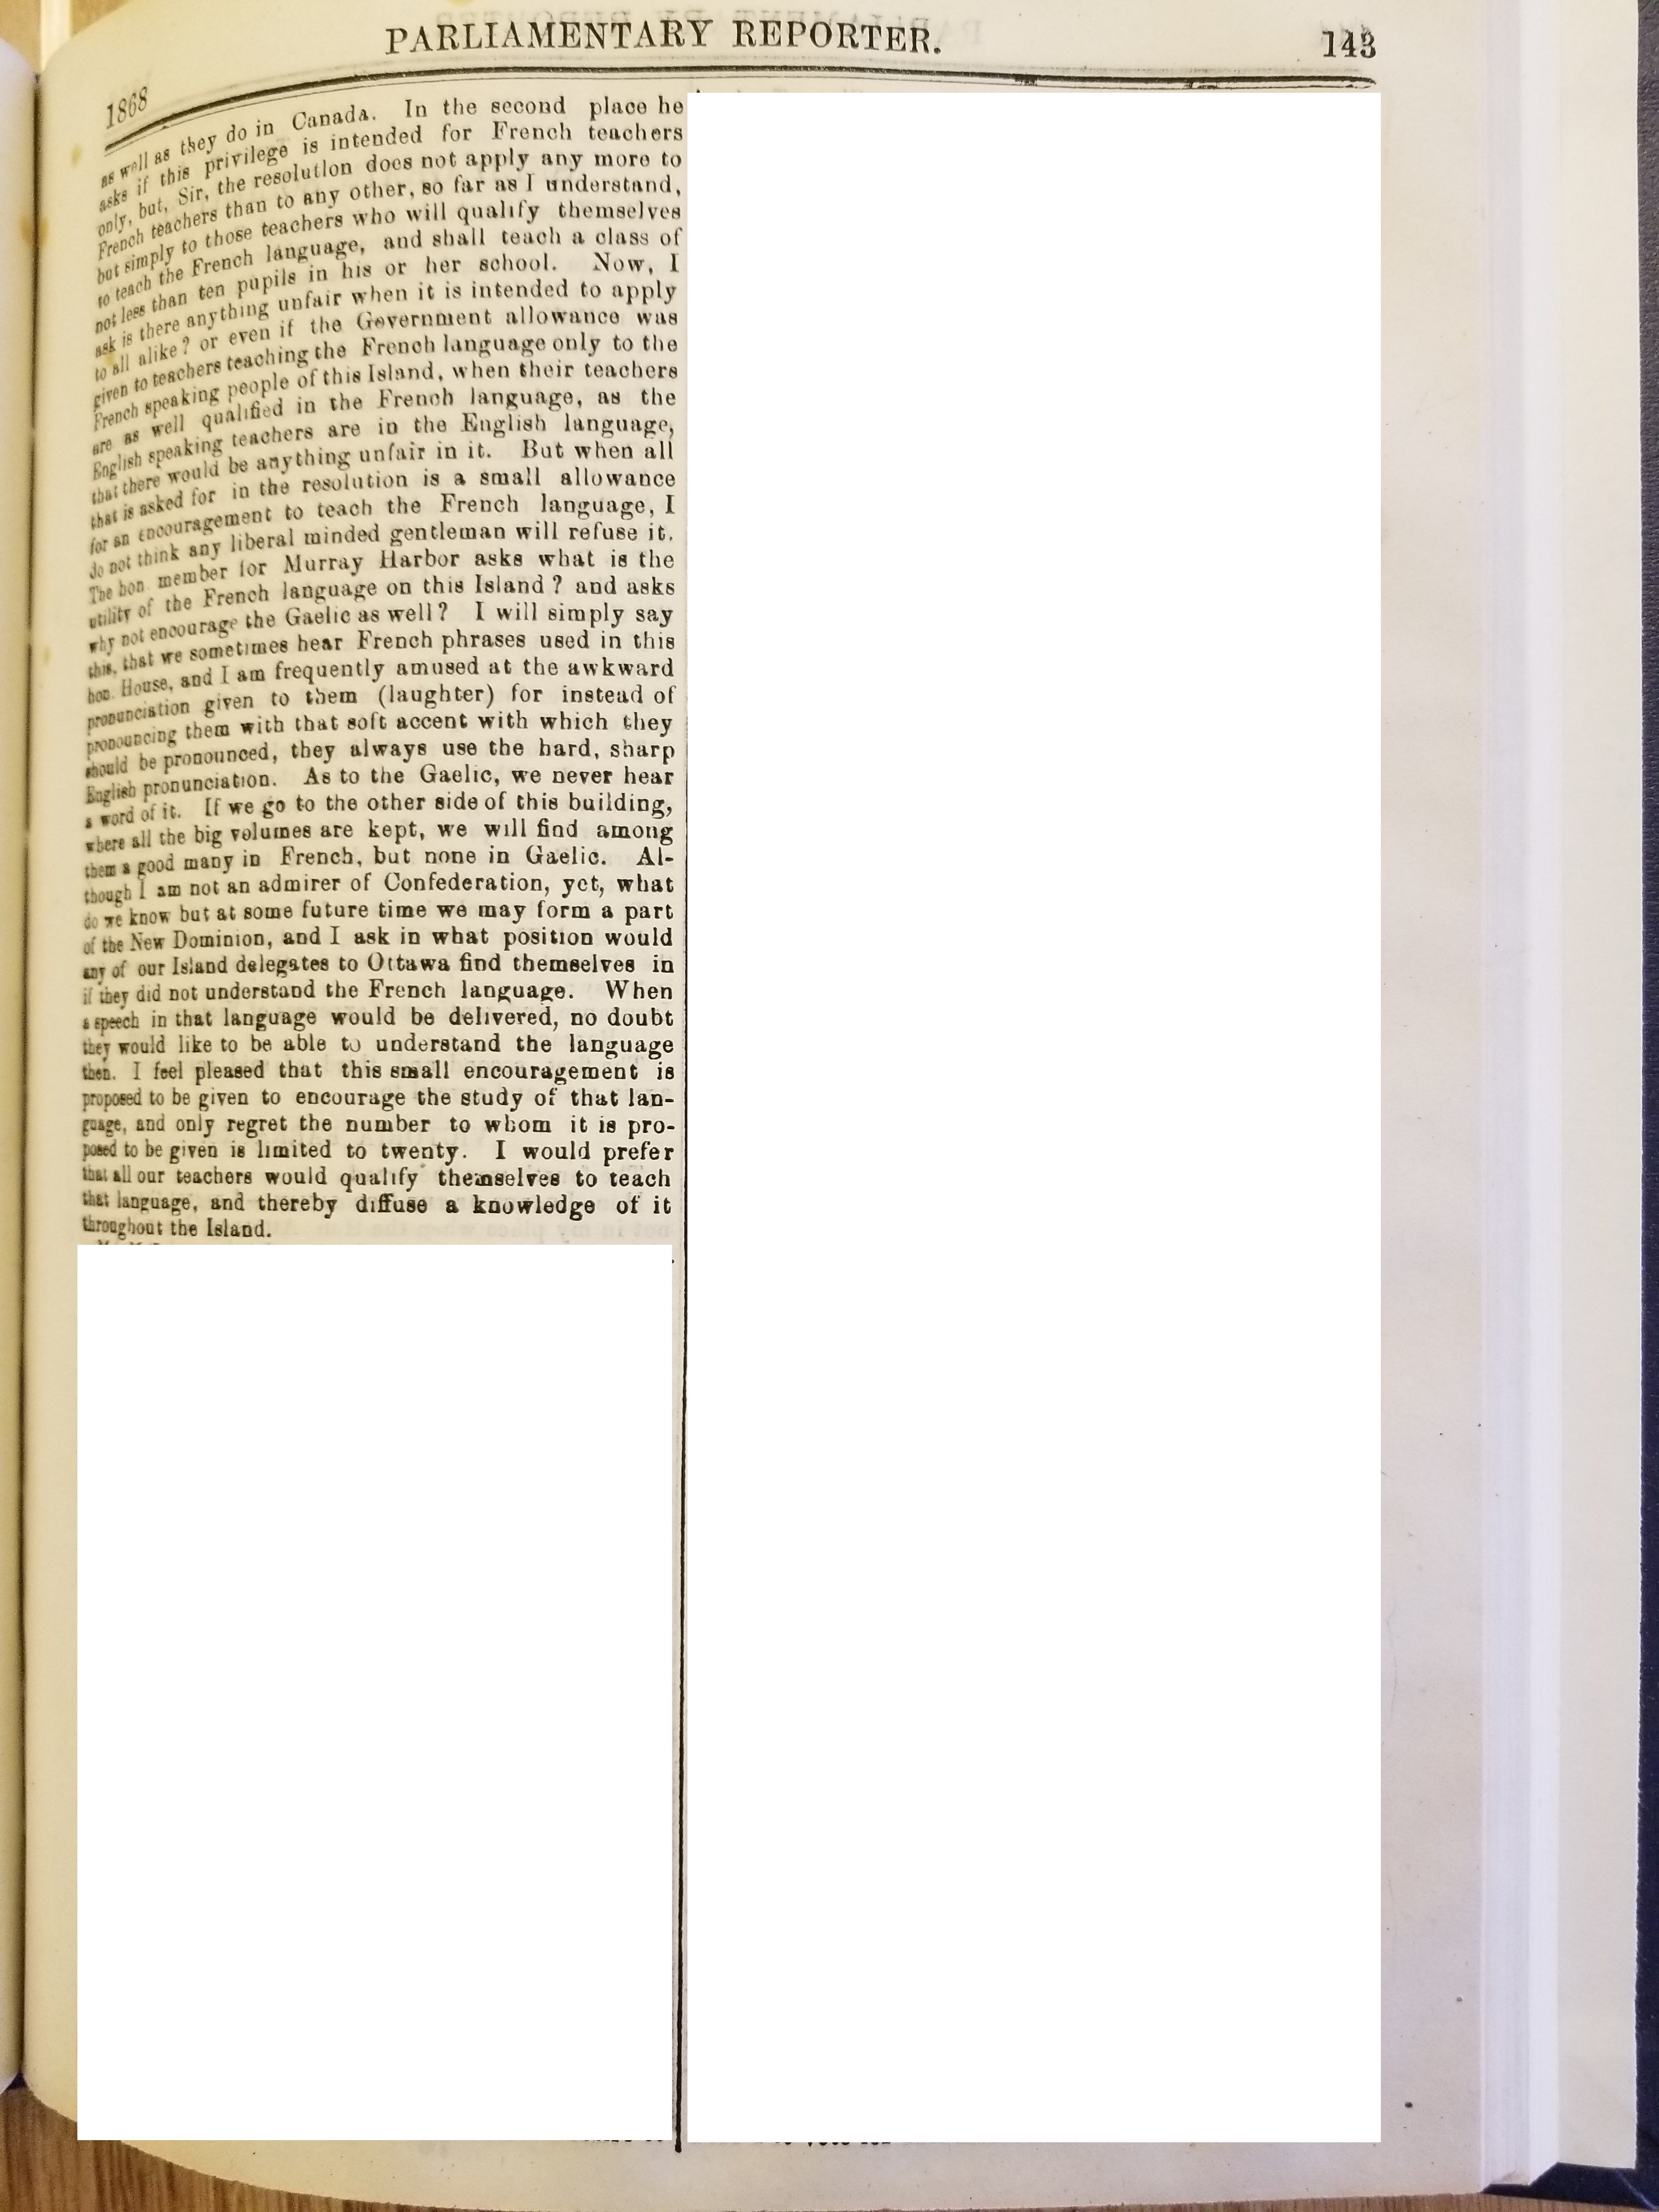 PARLIAMENTARY REPORTER.
143
1868
as well as they do in Canada. In the second place he
asks if this privilege is intended for French teachers
only, but, Sir, the resolution does not apply any more to
French teachers than to any other, so far as I understand,
but simply to those teachers who will qualify themselves
to teach the French language, and shall teach a class of
not less than ten pupils in his or her school. Now, I
ask is there anything unfair when it is intended to apply
to all alike? or even if the Government allowance was
given to teachers teaching the French language only to the
French speaking people of this Island, when their teachers
are as well qualified in the French language, as the
English speaking teachers are in the English language,
that there would be anything unfair in it. But when all
that is asked for in the resolution is a small allowance
for an encouragement to teach the French language, I
do not think any liberal minded gentleman will refuse it.
The hon. member for Murray Harbor asks what is the
utility of the French language on this Island? and asks
why not encourage the Gaelic as well? I will simply say
this, that we sometimes hear French phrases used in this
hon. House, and I am frequently amused at the awkward
pronunciation given to them (laughter) for instead of
pronouncing them with that soft accent with which they
should be pronounced, they always use the hard, sharp
English pronunciation. As to the Gaelic, we never hear
a word of it. If we go to the other side of this building,
where all the big volumes are kept, we will find among
them a good many in French, but none in Gaelic. Al-
though I am not an admirer of Confederation, yet, what
do we know but at some future time we may form a part
of the New Dominion, and I ask in what position would
any of our Island delegates to Ottawa find themselves in
if they did not understand the French language. When
a speech in that language would be delivered, no doubt
they would like to be able to understand the language
then. I feel pleased that this small encouragement is
proposed to be given to encourage the study of that lan-
guage, and only regret the number to whom it is pro-
posed to be given is limited to twenty. I would prefer
that all our teachers would qualify themselves to teach
that language, and thereby diffuse a knowledge of it
throughout the Island.